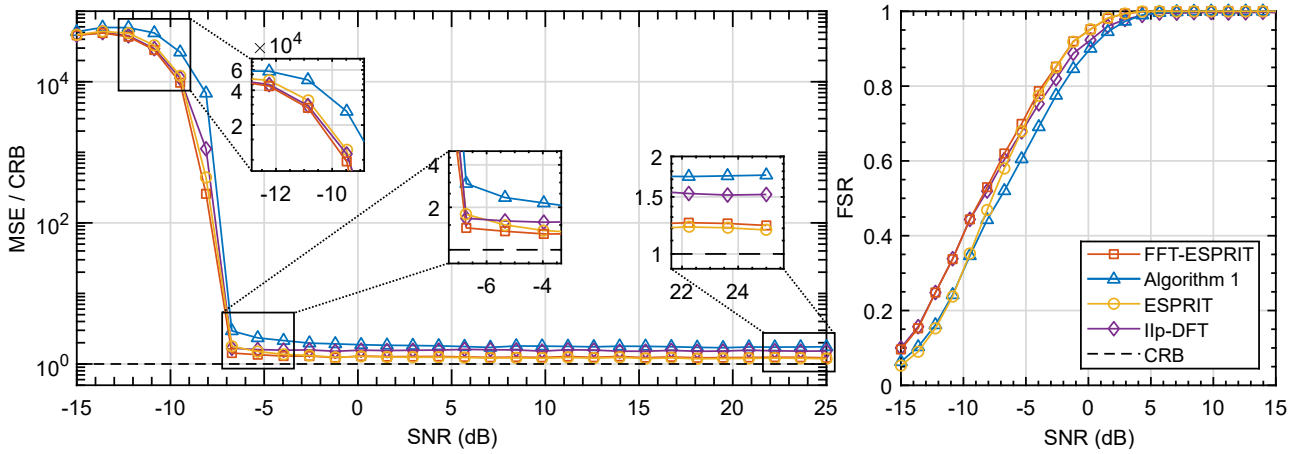 MSE / CRB
10^4
10^2
10^0
-15 -10 -5 0 5 10 15 20 25
SNR (dB)
×10^4
6
4
2
-12 -10
4
2
-6 -4
2
1.5
1
22 24
FSR
1
0.8
0.6
0.4
0.2
0
-15 -10 -5 0 5 10 15
SNR (dB)
FFT-ESPRIT
Algorithm 1
ESPRIT
IIp-DFT
CRB